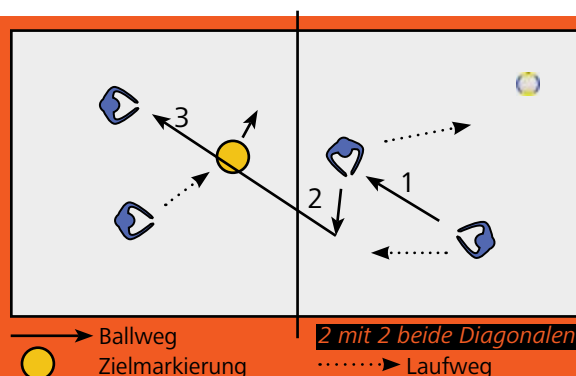 3
2
1
Ballweg
2 mit 2 beide Diagonalen
Zielmarkierung
Laufweg